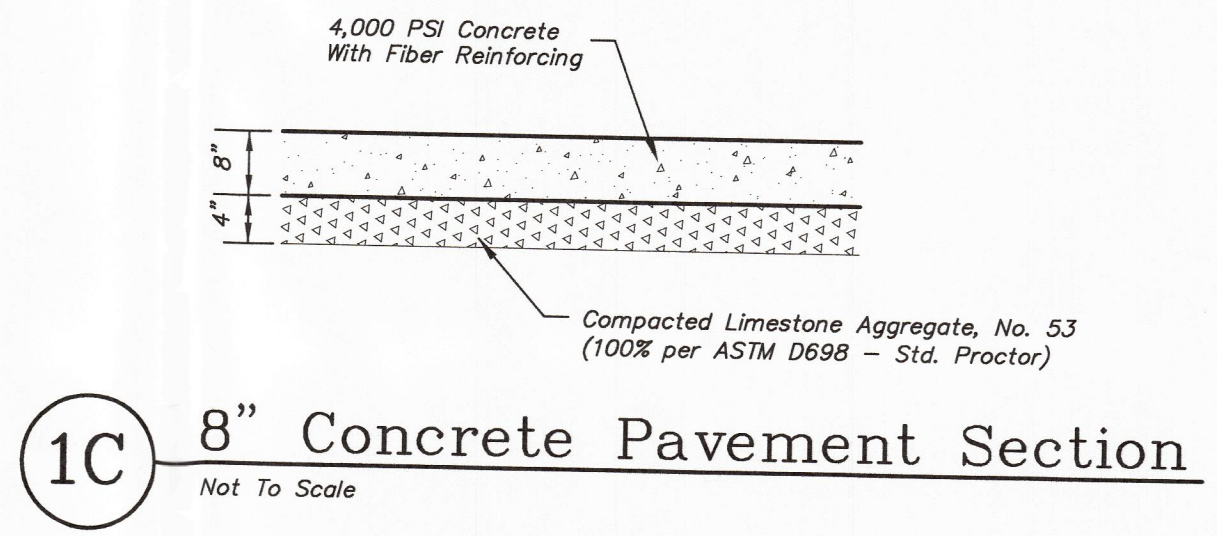 4,000 PSI Concrete
With Fiber Reinforcing
8"
4"
Compacted Limestone Aggregate, No. 53
(100% per ASTM D698 – Std. Proctor)
1C
8” Concrete Pavement Section
Not To Scale